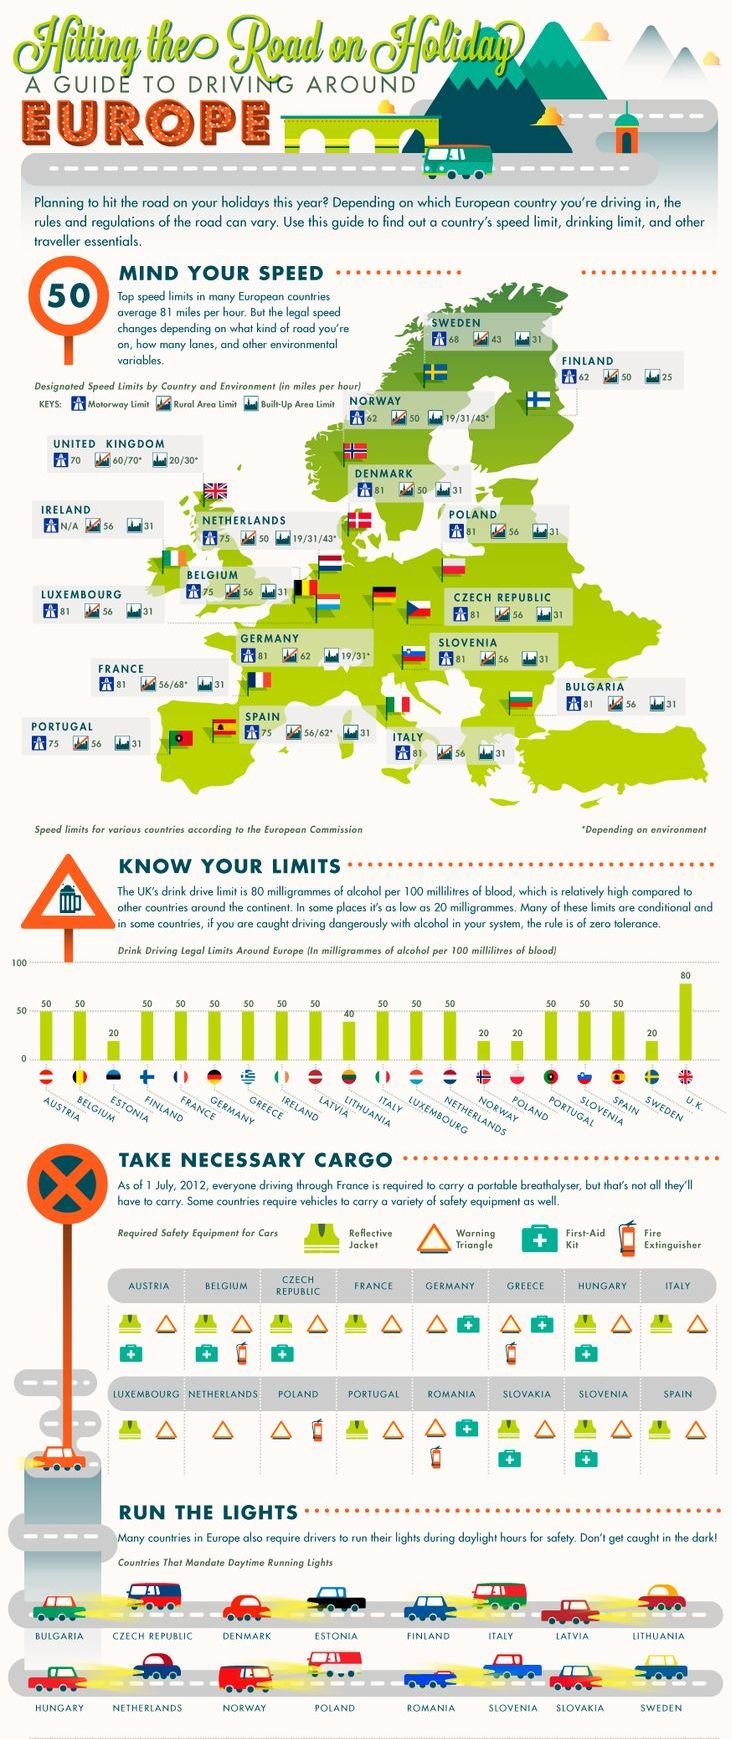 Hitting the Road on Holiday
A GUIDE TO DRIVING AROUND
EUROPE
Planning to hit the road on your holidays this year? Depending on which European country you're driving in, the
rules and regulations of the road can vary. Use this guide to find out a country's speed limit, drinking limit, and other
traveller essentials.
50
MIND YOUR SPEED
Top speed limits in many European countries
average 81 miles per hour. But the legal speed
changes depending on what kind of road you're
on, how many lanes, and other environmental
variables.
Designated Speed Limits by Country and Environment (in miles per hour)
KEYS: Motorway Limit Rural Area Limit Built-Up Area Limit
SWEDEN
68 43 31
FINLAND
62 50 25
NORWAY
62 50 19/31/43*
UNITED KINGDOM
70 60/70* 20/30*
DENMARK
81 50 31
IRELAND
N/A 56 31
NETHERLANDS
75 50 19/31/43*
POLAND
81 56 31
BELGIUM
75 56 31
LUXEMBOURG
81 56 31
CZECH REPUBLIC
81 56 31
GERMANY
81 62 19/31*
SLOVENIA
81 56 31
FRANCE
81 56/68* 31
BULGARIA
81 56 31
PORTUGAL
75 56 31
SPAIN
75 56/62* 31
ITALY
81 56 31
Speed limits for various countries according to the European Commission
*Depending on environment
KNOW YOUR LIMITS
The UK's drink drive limit is 80 milligrammes of alcohol per 100 millilitres of blood, which is relatively high compared to
other countries around the continent. In some places it's as low as 20 milligrammes. Many of these limits are conditional and
in some countries, if you are caught driving dangerously with alcohol in your system, the rule is of zero tolerance.
Drink Driving Legal Limits Around Europe (In milligrammes of alcohol per 100 millilitres of blood)
100
50
0
50 50 20 50 50 50 50 50 50 40 50 50 50 20 20 50 50 50 20 80
AUSTRIA BELGIUM ESTONIA FINLAND FRANCE GERMANY GREECE IRELAND LATVIA LITHUANIA ITALY LUXEMBOURG NETHERLANDS NORWAY POLAND PORTUGAL SLOVENIA SPAIN SWEDEN U.K.
TAKE NECESSARY CARGO
As of 1 July, 2012, everyone driving through France is required to carry a portable breathalyser, but that's not all they'll
have to carry. Some countries require vehicles to carry a variety of safety equipment as well.
Required Safety Equipment for Cars
Reflective
Jacket
Warning
Triangle
First-Aid
Kit
Fire
Extinguisher
AUSTRIA BELGIUM CZECH
REPUBLIC FRANCE GERMANY GREECE HUNGARY ITALY
LUXEMBOURG NETHERLANDS POLAND PORTUGAL ROMANIA SLOVAKIA SLOVENIA SPAIN
RUN THE LIGHTS
Many countries in Europe also require drivers to run their lights during daylight hours for safety. Don't get caught in the dark!
Countries That Mandate Daytime Running Lights
BULGARIA CZECH REPUBLIC DENMARK ESTONIA FINLAND ITALY LATVIA LITHUANIA
HUNGARY NETHERLANDS NORWAY POLAND ROMANIA SLOVENIA SLOVAKIA SWEDEN